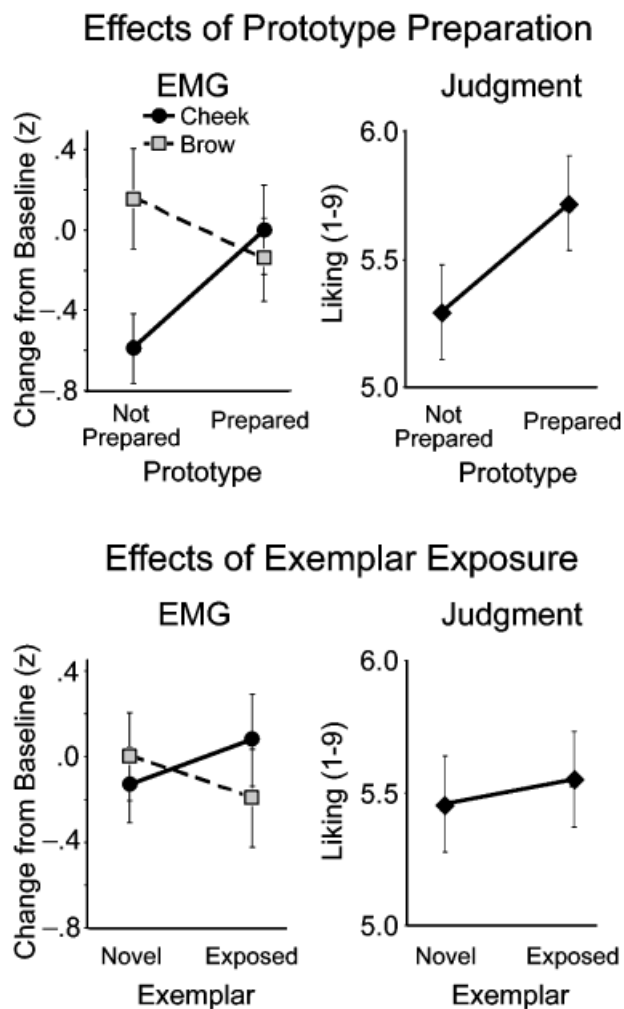 Effects of Prototype Preparation
EMG
Judgment
Cheek
Brow
Change from Baseline (z)
.4
.0
–.4
–.8
Not Prepared
Prepared
Prototype
Liking (1-9)
6.0
5.5
5.0
Not Prepared
Prepared
Prototype
Effects of Exemplar Exposure
EMG
Judgment
Change from Baseline (z)
.4
.0
–.4
–.8
Novel
Exposed
Exemplar
Liking (1-9)
6.0
5.5
5.0
Novel
Exposed
Exemplar